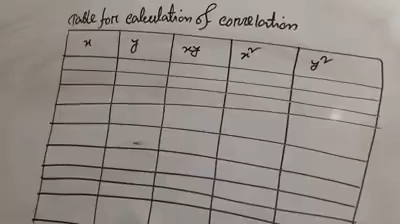 Table for calculation of correlation
x y xy x² y²